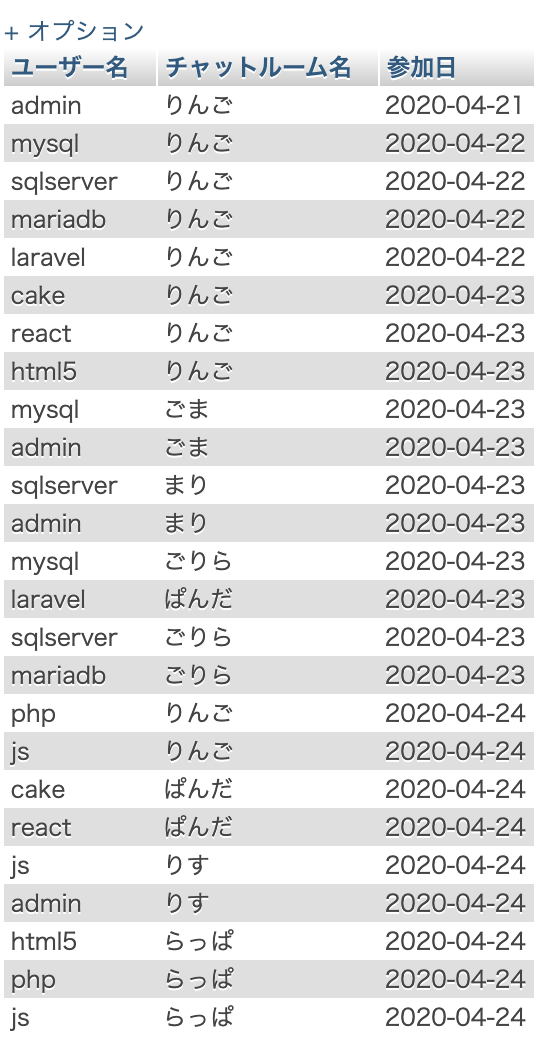 + オプション
ユーザー名 チャットルーム名 参加日
admin りんご 2020-04-21
mysql りんご 2020-04-22
sqlserver りんご 2020-04-22
mariadb りんご 2020-04-22
laravel りんご 2020-04-22
cake りんご 2020-04-23
react りんご 2020-04-23
html5 りんご 2020-04-23
mysql ごま 2020-04-23
admin ごま 2020-04-23
sqlserver まり 2020-04-23
admin まり 2020-04-23
mysql ごりら 2020-04-23
laravel ぱんだ 2020-04-23
sqlserver ごりら 2020-04-23
mariadb ごりら 2020-04-23
php りんご 2020-04-24
js りんご 2020-04-24
cake ぱんだ 2020-04-24
react ぱんだ 2020-04-24
js りす 2020-04-24
admin りす 2020-04-24
html5 らっぱ 2020-04-24
php らっぱ 2020-04-24
js らっぱ 2020-04-24